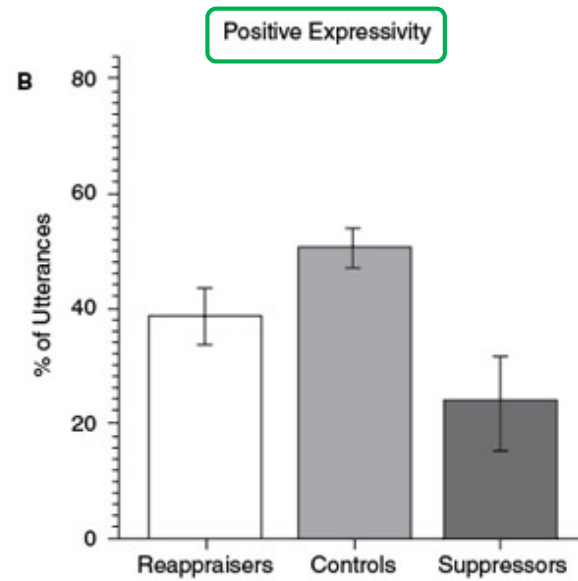 Positive Expressivity
B
80
60
40
20
0
% of Utterances
Reappraisers Controls Suppressors